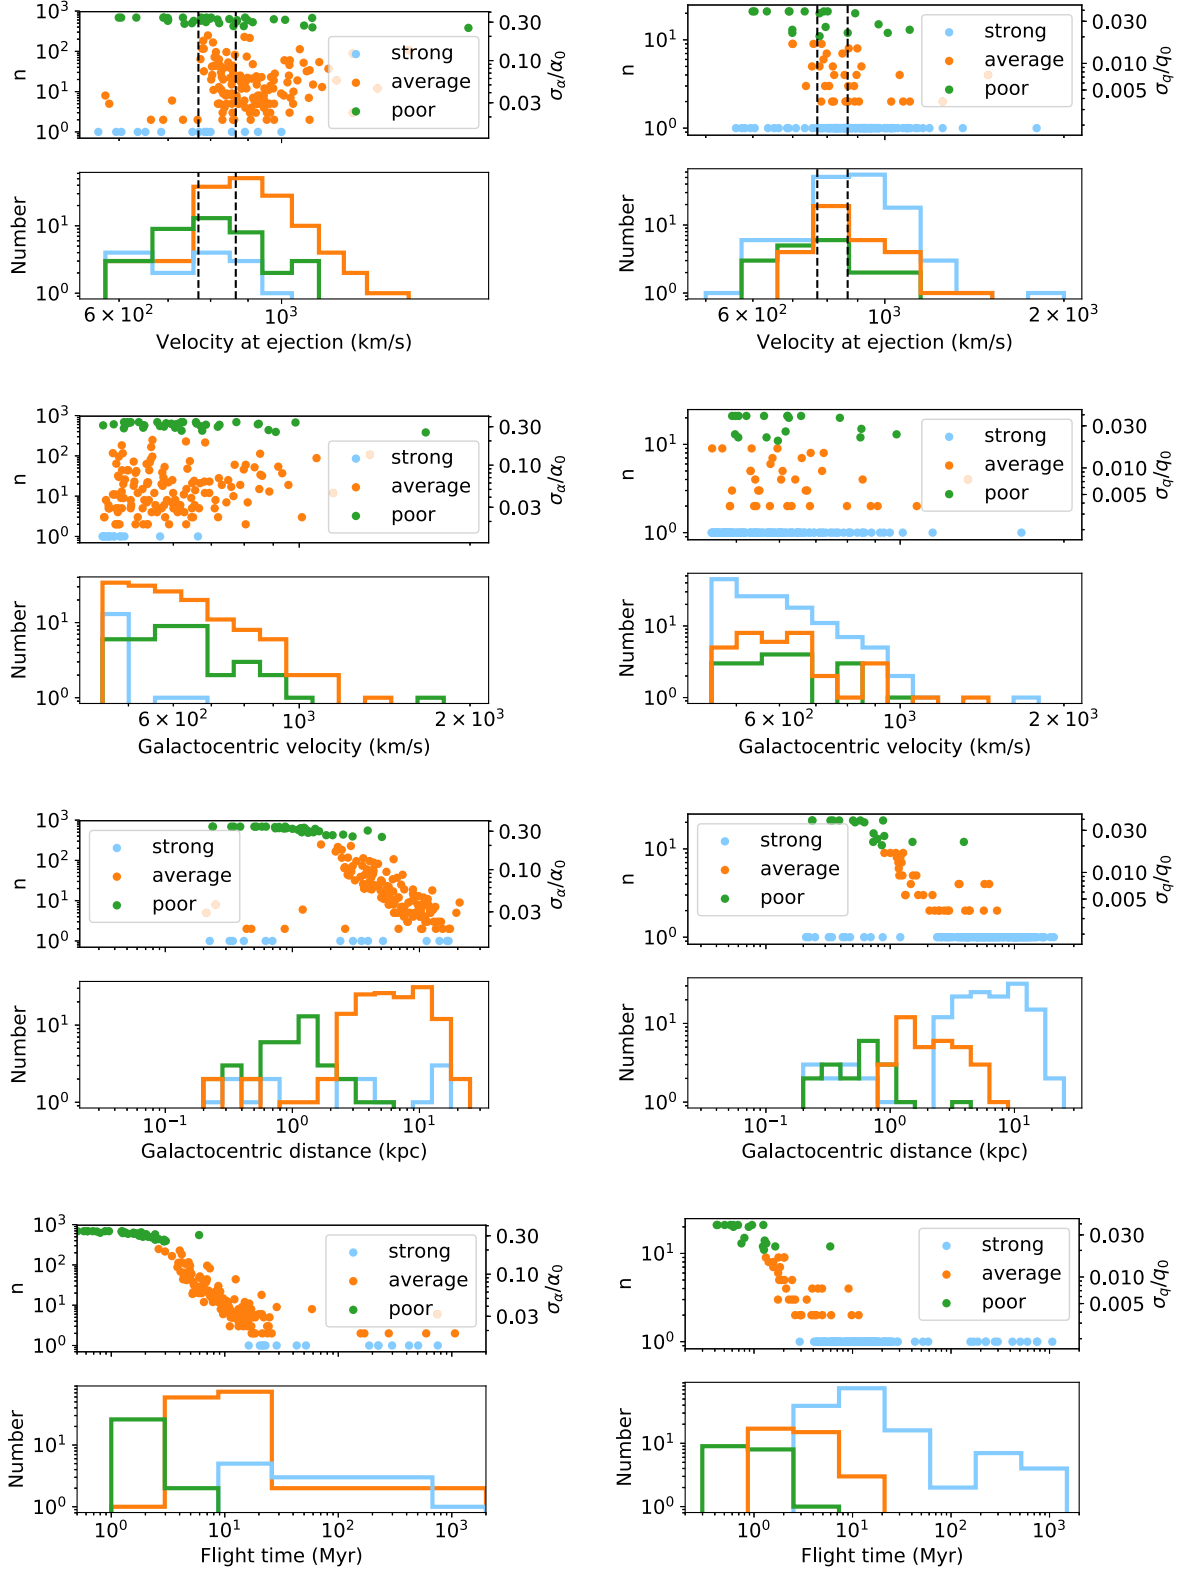 10³
10²
10¹
10⁰
n
0.30
0.10
0.03
σ_α/α₀
strong
average
poor
10¹
10⁰
n
0.030
0.010
0.005
σ_q/q₀
strong
average
poor
10¹
10⁰
Number
6 × 10² 10³
Velocity at ejection (km/s)
10¹
10⁰
Number
6 × 10² 10³ 2 × 10³
Velocity at ejection (km/s)
10³
10²
10¹
10⁰
n
0.30
0.10
0.03
σ_α/α₀
strong
average
poor
10¹
10⁰
n
0.030
0.010
0.005
σ_q/q₀
strong
average
poor
10¹
10⁰
Number
6 × 10² 10³ 2 × 10³
Galactocentric velocity (km/s)
10¹
10⁰
Number
6 × 10² 10³ 2 × 10³
Galactocentric velocity (km/s)
10³
10²
10¹
10⁰
n
0.30
0.10
0.03
σ_α/α₀
strong
average
poor
10¹
10⁰
n
0.030
0.010
0.005
σ_q/q₀
strong
average
poor
10¹
10⁰
Number
10⁻¹ 10⁰ 10¹
Galactocentric distance (kpc)
10¹
10⁰
Number
10⁻¹ 10⁰ 10¹
Galactocentric distance (kpc)
10³
10²
10¹
10⁰
n
0.30
0.10
0.03
σ_α/α₀
strong
average
poor
10¹
10⁰
n
0.030
0.010
0.005
σ_q/q₀
strong
average
poor
10¹
10⁰
Number
10⁰ 10¹ 10² 10³
Flight time (Myr)
10¹
10⁰
Number
10⁰ 10¹ 10² 10³
Flight time (Myr)